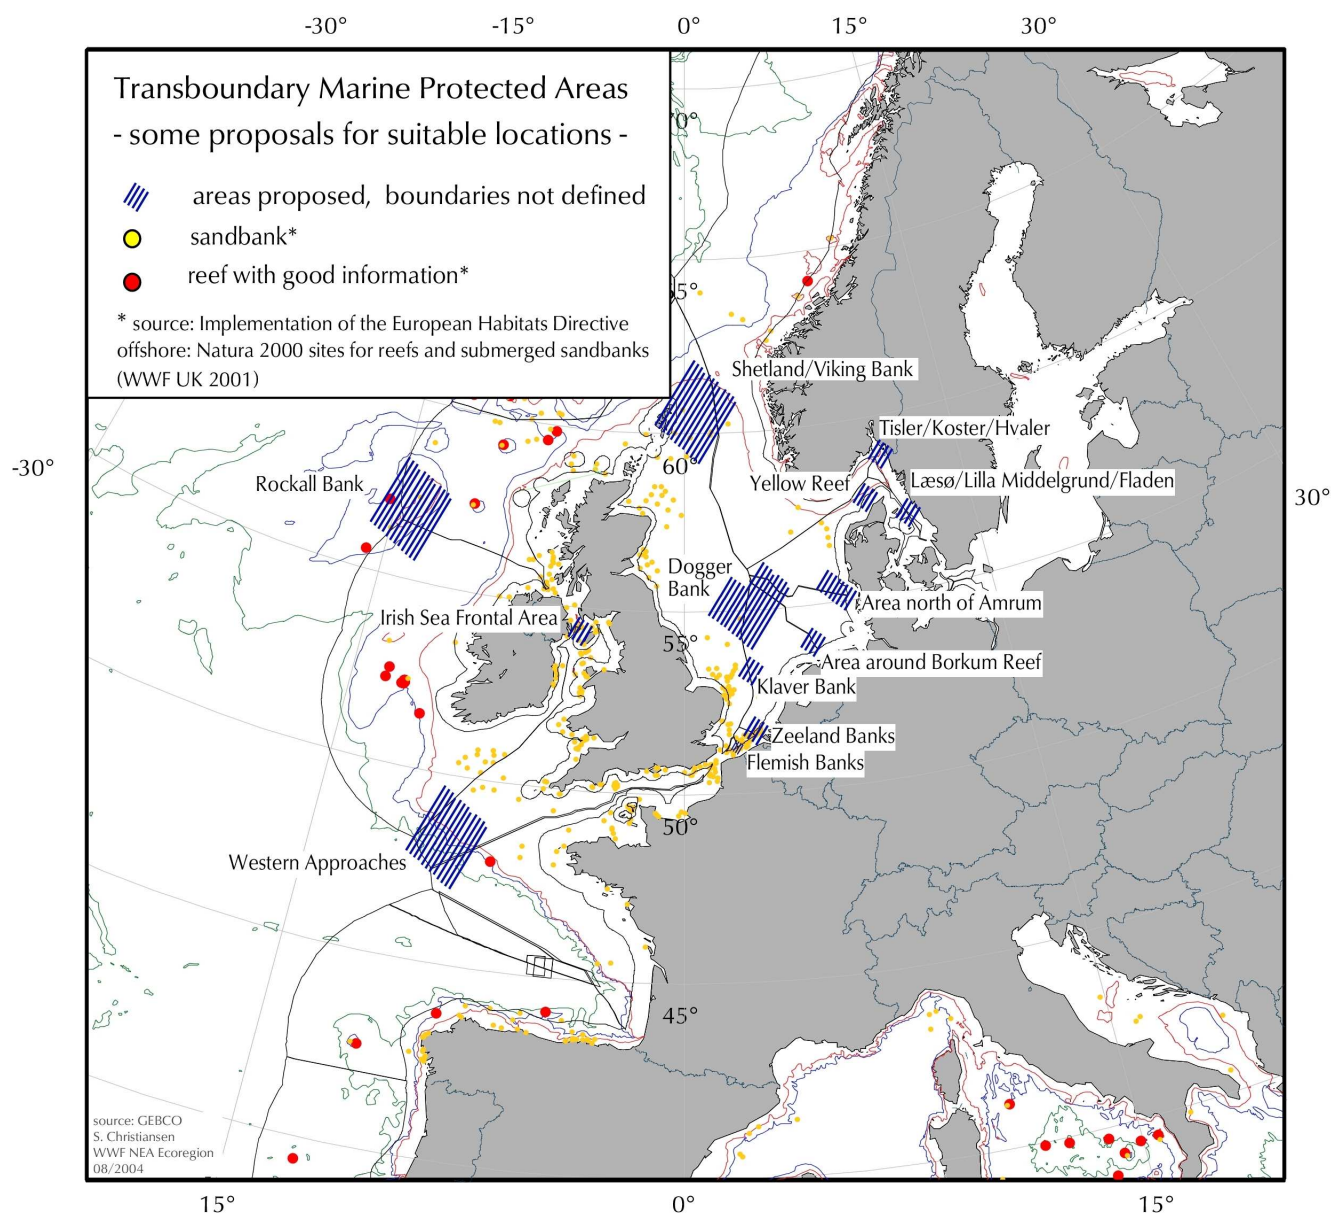 -30° -15° 0° 15° 30°
Transboundary Marine Protected Areas
- some proposals for suitable locations -
areas proposed, boundaries not defined
sandbank*
reef with good information*
* source: Implementation of the European Habitats Directive
offshore: Natura 2000 sites for reefs and submerged sandbanks
(WWF UK 2001)
70°
65°
Shetland/Viking Bank
Tisler/Koster/Hvaler
-30°
60°
Rockall Bank
Yellow Reef
Læsø/Lilla Middelgrund/Fladen
30°
Dogger
Bank
Area north of Amrum
Irish Sea Frontal Area
55°
Area around Borkum Reef
Klaver Bank
Zeeland Banks
Flemish Banks
50°
Western Approaches
45°
source: GEBCO
S. Christiansen
WWF NEA Ecoregion
08/2004
15° 0° 15°